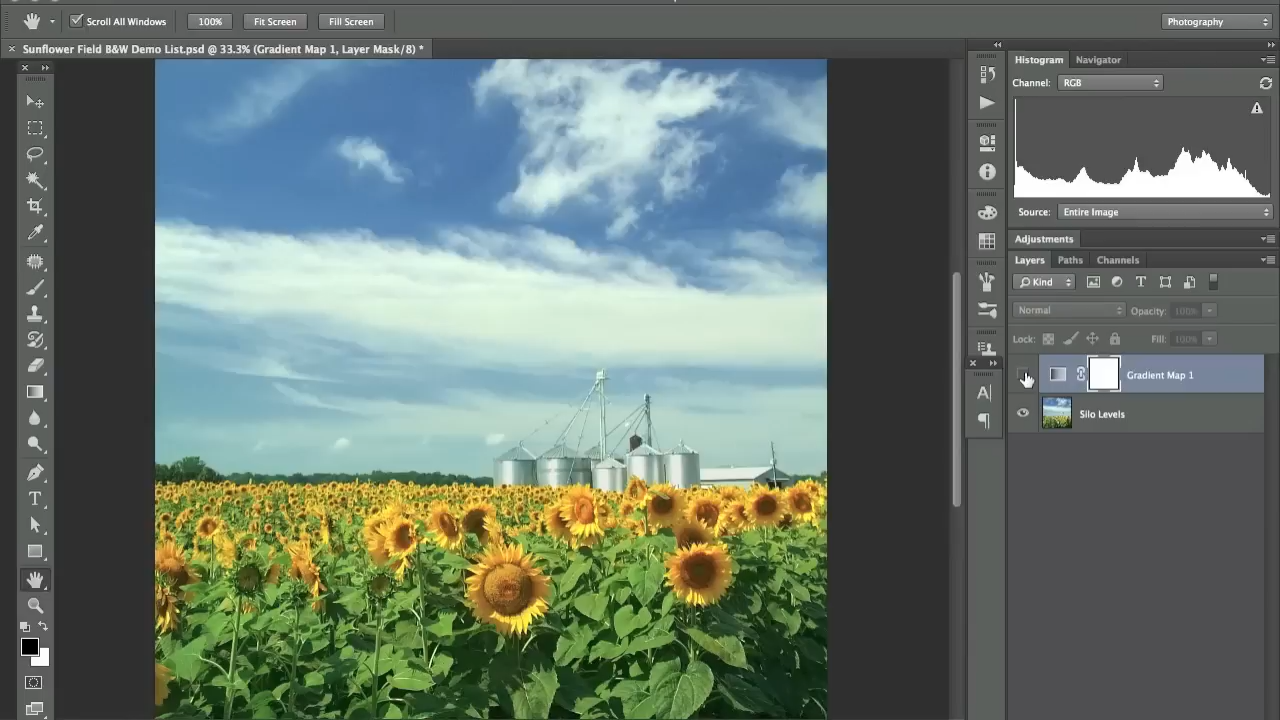 Scroll All Windows 100% Fit Screen Fill Screen Photography
Sunflower Field B&W Demo List.psd @ 33.3% (Gradient Map 1, Layer Mask/8) *
Histogram Navigator
Channel: RGB
Source: Entire Image
Adjustments
Layers Paths Channels
Kind T
Normal Opacity: 100%
Lock: Fill: 100%
Gradient Map 1
Silo Levels
A
T